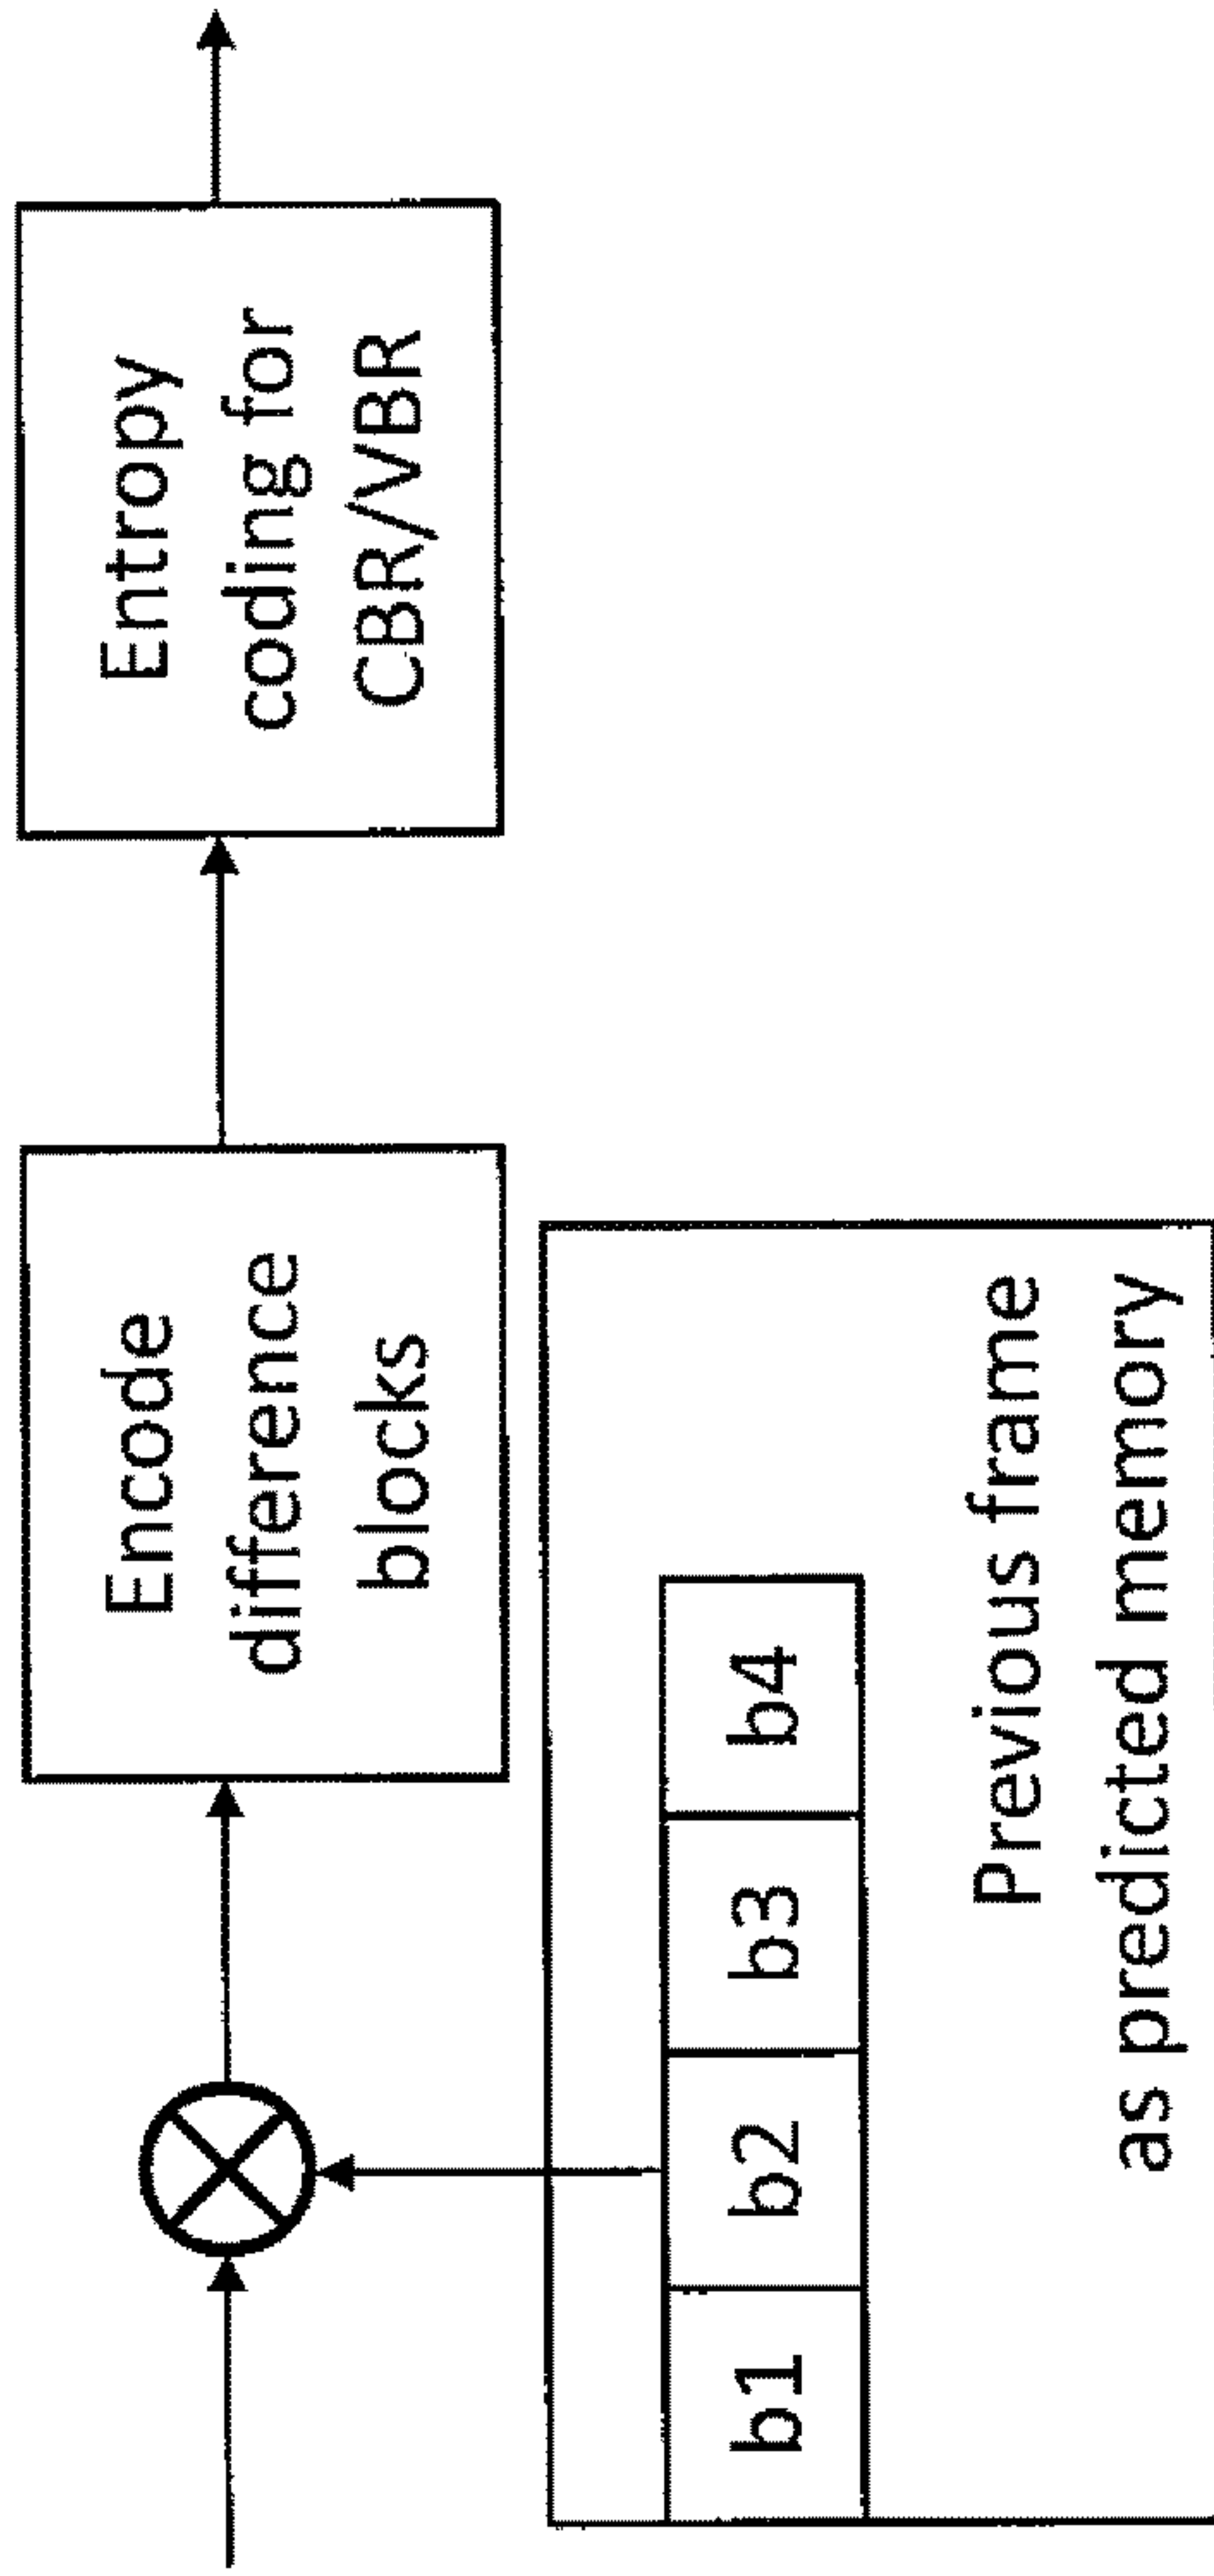 Encode
difference
blocks
Entropy
coding for
CBR/VBR
b1
b2
b3
b4
Previous frame
as predicted memory